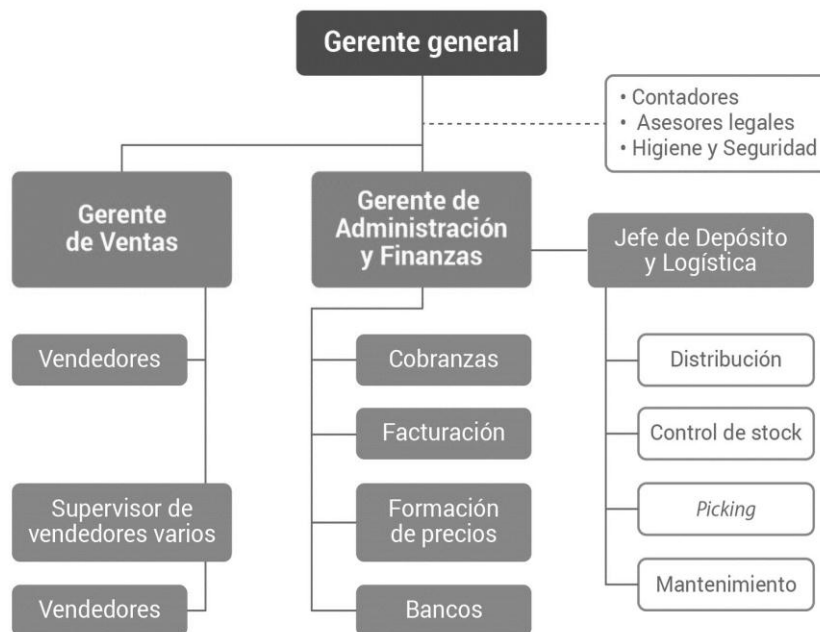 Gerente general
• Contadores
• Asesores legales
• Higiene y Seguridad
Gerente
de Ventas
Gerente de
Administración
y Finanzas
Jefe de Depósito
y Logística
Vendedores
Supervisor de
vendedores varios
Vendedores
Cobranzas
Facturación
Formación
de precios
Bancos
Distribución
Control de stock
Picking
Mantenimiento